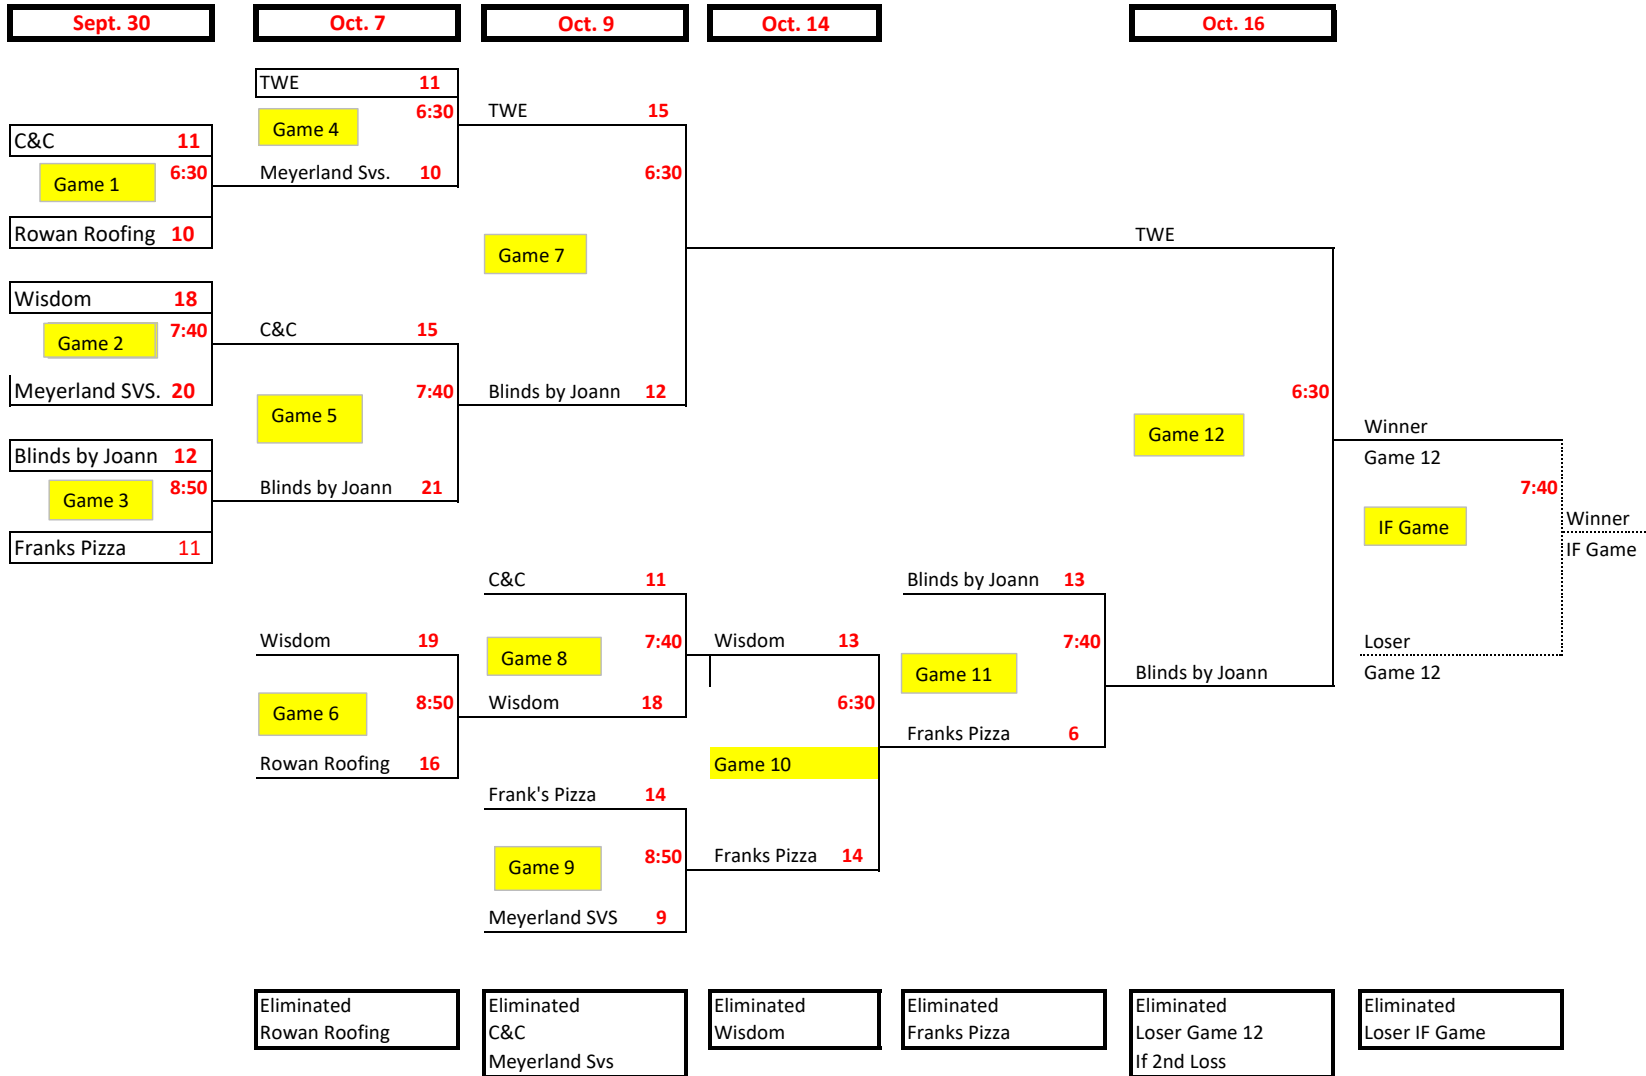 Sept. 30
Oct. 7
Oct. 9
Oct. 14
Oct. 16
C&C 11
Game 1 6:30
Rowan Roofing 10
Wisdom 18
Game 2 7:40
Meyerland SVS. 20
Blinds by Joann 12
Game 3 8:50
Franks Pizza 11
TWE 11
Game 4 6:30
Meyerland Svs. 10
C&C 15
Game 5 7:40
Blinds by Joann 21
Wisdom 19
Game 6 8:50
Rowan Roofing 16
TWE 15
6:30
Game 7
Blinds by Joann 12
C&C 11
Game 8 7:40
Wisdom 18
Frank's Pizza 14
Game 9 8:50
Meyerland SVS 9
Wisdom 13
6:30
Game 10
Franks Pizza 14
Blinds by Joann 13
Game 11 7:40
Franks Pizza 6
TWE
6:30
Game 12
Blinds by Joann
Winner
Game 12
7:40
IF Game
Loser
Game 12
Winner
IF Game
Eliminated
Rowan Roofing
Eliminated
C&C
Meyerland Svs
Eliminated
Wisdom
Eliminated
Franks Pizza
Eliminated
Loser Game 12
If 2nd Loss
Eliminated
Loser IF Game